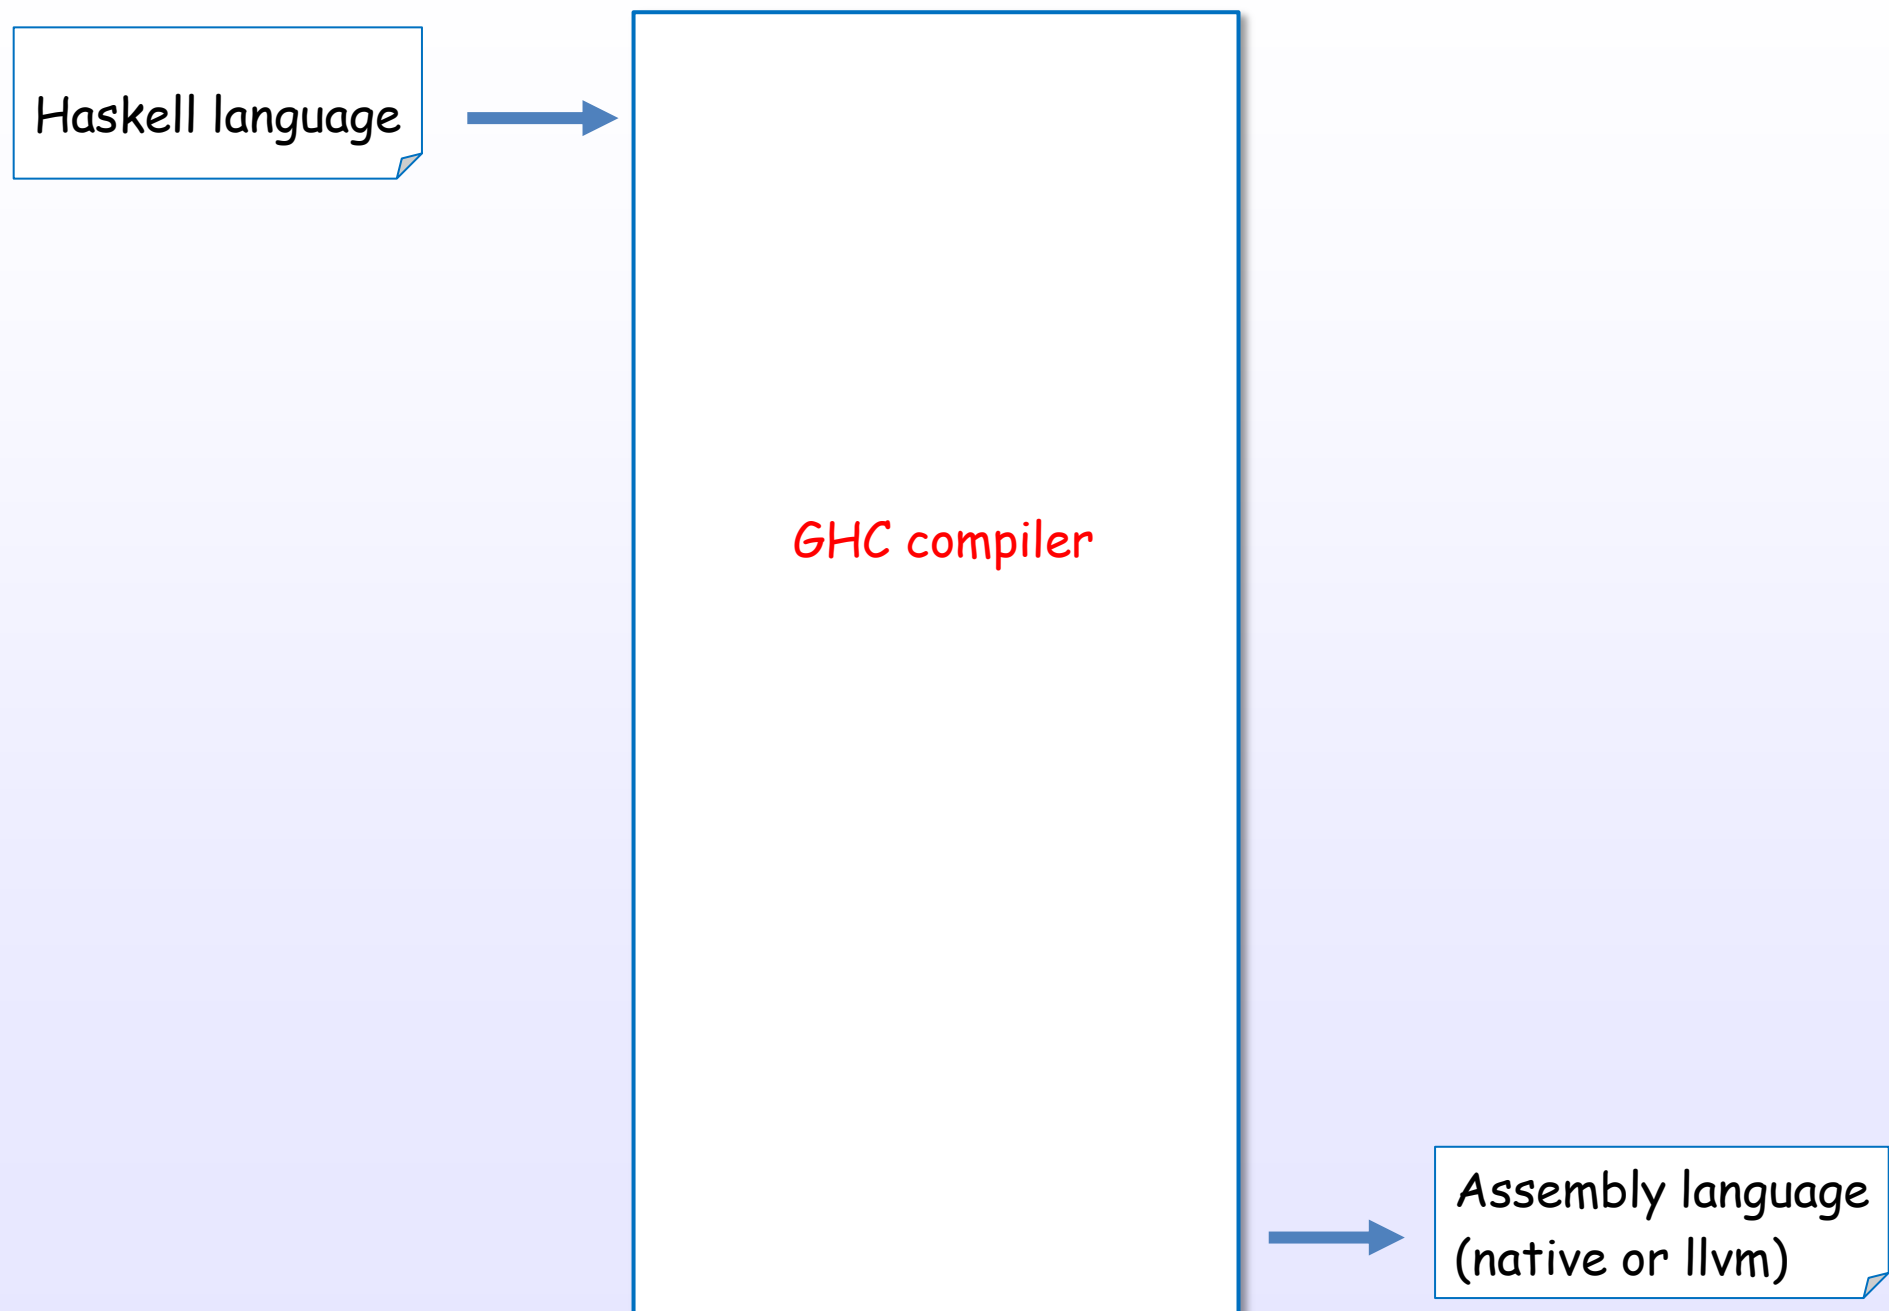 Haskell language
GHC compiler
Assembly language
(native or llvm)